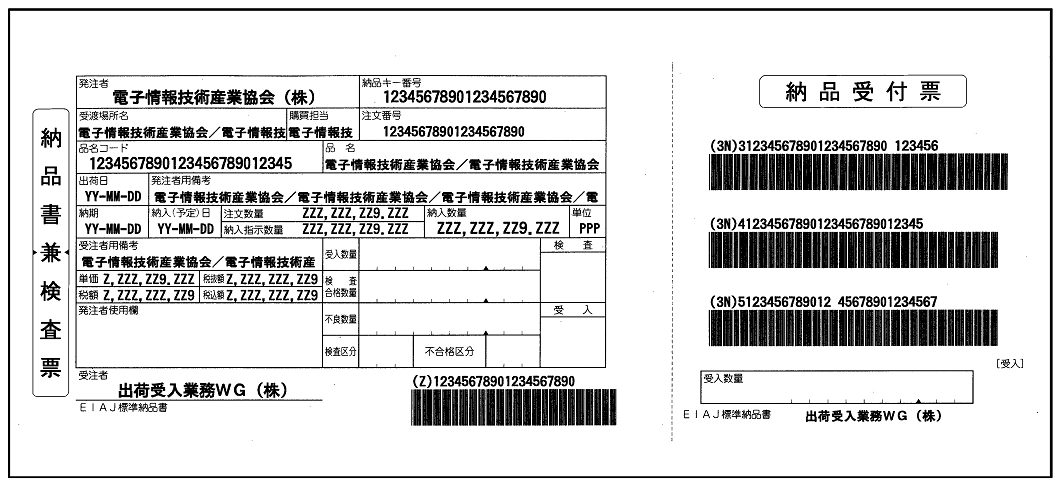 納品書兼検査票
発注者
電子情報技術産業協会（株）
納品キー番号
12345678901234567890
受渡場所名
電子情報技術産業協会／電子情報技
購買担当
電子情報技
注文番号
12345678901234567890
品名コード
1234567890123456789012345
品 名
電子情報技術産業協会／電子情報技術産業協会
出荷日
YY-MM-DD
発注者用備考
電子情報技術産業協会／電子情報技術産業協会／電子情報技術産業協会／電
納期
YY-MM-DD
納入(予定)日
YY-MM-DD
注文数量 ZZZ,ZZZ,ZZ9.ZZZ
納入指示数量 ZZZ,ZZZ,ZZ9.ZZZ
納入数量
ZZZ,ZZZ,ZZ9.ZZZ
単位
PPP
受注者用備考
電子情報技術産業協会／電子情報技術産
単価 Z,ZZZ,ZZ9.ZZZ 税抜額 Z,ZZZ,ZZZ,ZZ9
税額 Z,ZZZ,ZZZ,ZZ9 税込額 Z,ZZZ,ZZZ,ZZ9
発注者使用欄
受入数量
検 査
合格数量
不良数量
検査区分
不合格区分
検 査
受 入
受注者
出荷受入業務WG（株）
EIAJ標準納品書
(Z)12345678901234567890
納品受付票
(3N)312345678901234567890 123456
(3N)41234567890123456789012345
(3N)5123456789012 45678901234567
[受入]
受入数量
EIAJ標準納品書
出荷受入業務WG（株）